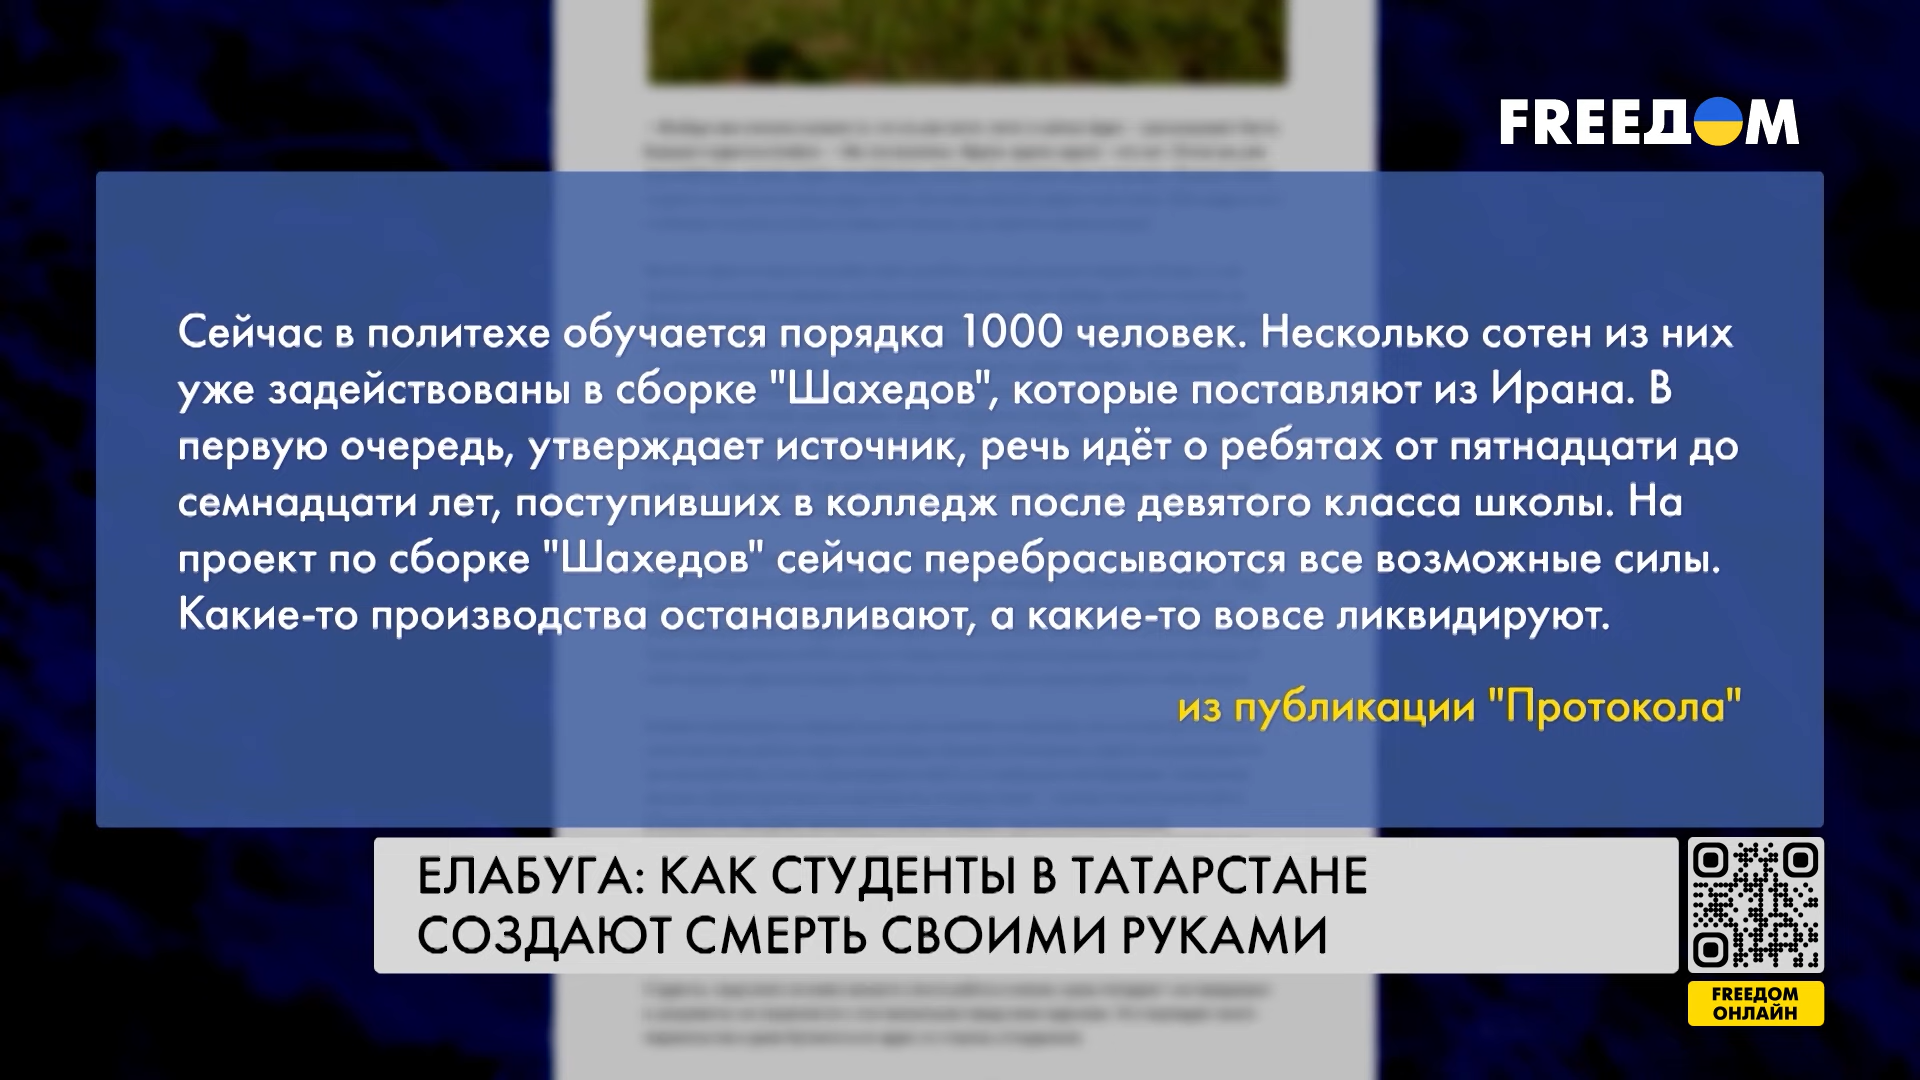 FREEДОМ
Сейчас в политехе обучается порядка 1000 человек. Несколько сотен из них
уже задействованы в сборке "Шахедов", которые поставляют из Ирана. В
первую очередь, утверждает источник, речь идёт о ребятах от пятнадцати до
семнадцати лет, поступивших в колледж после девятого класса школы. На
проект по сборке "Шахедов" сейчас перебрасываются все возможные силы.
Какие-то производства останавливают, а какие-то вовсе ликвидируют.
из публикации "Протокола"
ЕЛАБУГА: КАК СТУДЕНТЫ В ТАТАРСТАНЕ
СОЗДАЮТ СМЕРТЬ СВОИМИ РУКАМИ
FREEДОМ
ОНЛАЙН